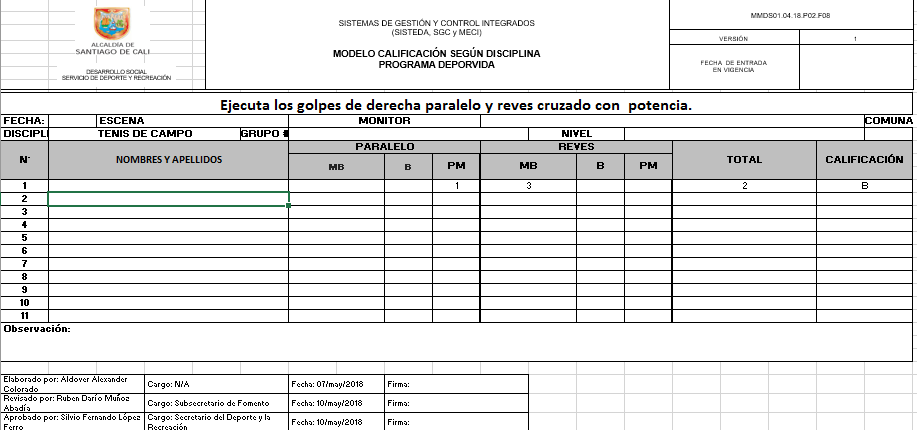 ALCALDÍA DE
SANTIAGO DE CALI
DESARROLLO SOCIAL
SERVICIO DE DEPORTE Y RECREACIÓN
SISTEMAS DE GESTIÓN Y CONTROL INTEGRADOS
(SISTEDA, SGC y MECI)
MODELO CALIFICACIÓN SEGÚN DISCIPLINA
PROGRAMA DEPORVIDA
MMDS01.04.18.P02.F08
VERSIÓN 1
FECHA DE ENTRADA
EN VIGENCIA
Ejecuta los golpes de derecha paralelo y reves cruzado con potencia.
FECHA: ESCENA MONITOR COMUNA
DISCIPLI TENIS DE CAMPO GRUPO # NIVEL
N° NOMBRES Y APELLIDOS PARALELO REVES TOTAL CALIFICACIÓN
MB B PM MB B PM
1 1 3 2 B
2
3
4
5
6
7
8
9
10
11
Observación:
Elaborado por: Aldover Alexander
Colorado
Cargo: N/A Fecha: 07/may/2018 Firma:
Revisado por: Ruben Darío Muñoz
Abadía
Cargo: Subsecretario de Fomento Fecha: 10/may/2018 Firma:
Aprobado por: Silvio Fernando López
Ferro
Cargo: Secretario del Deporte y la
Recreación
Fecha: 10/may/2018 Firma: